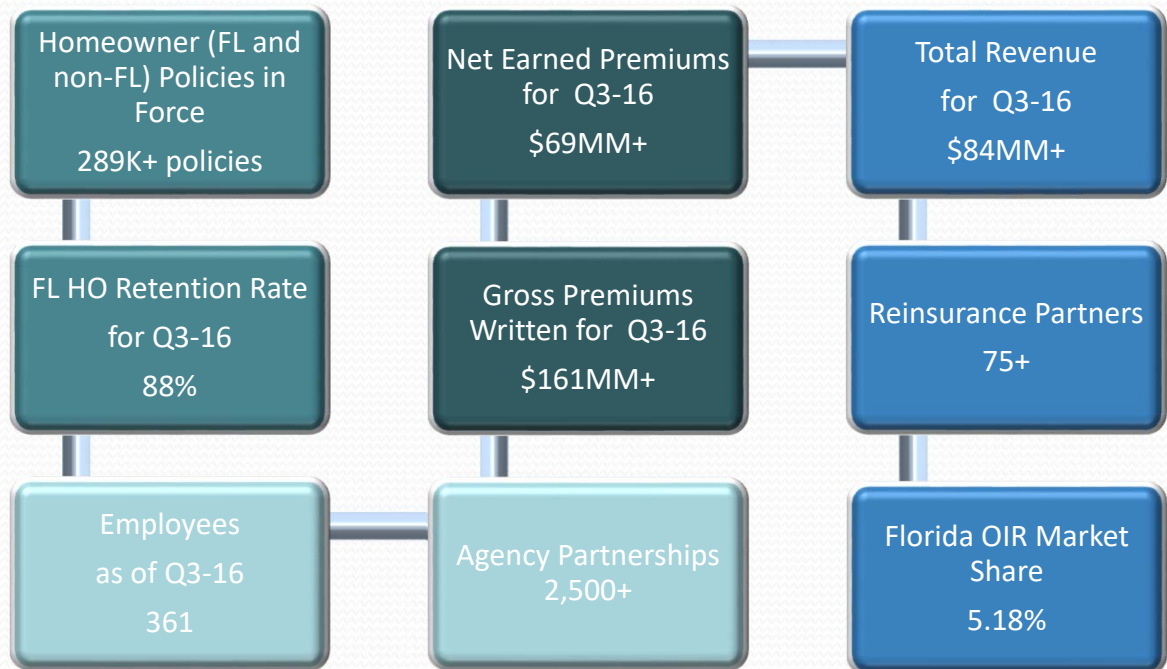 Homeowner (FL and
non-FL) Policies in
Force
289K+ policies
FL HO Retention Rate
for Q3-16
88%
Employees
as of Q3-16
361
Agency Partnerships
2,500+
Gross Premiums
Written for Q3-16
$161MM+
Net Earned Premiums
for Q3-16
$69MM+
Total Revenue
for Q3-16
$84MM+
Reinsurance Partners
75+
Florida OIR Market
Share
5.18%